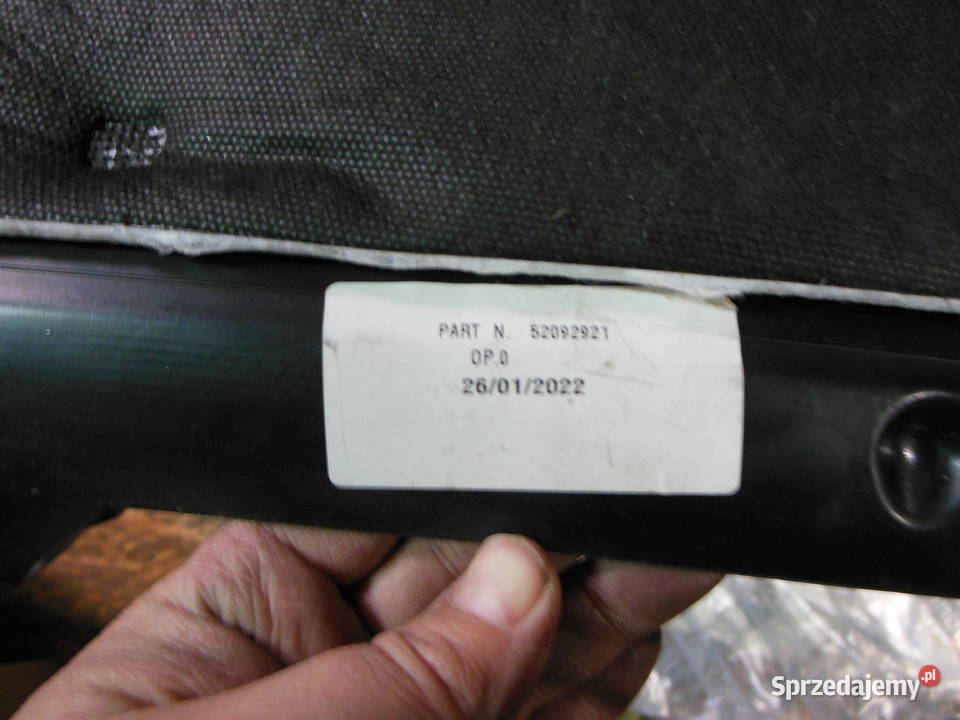 PART N. 52092921
OP.0
26/01/2022
Sprzedajemy.pl